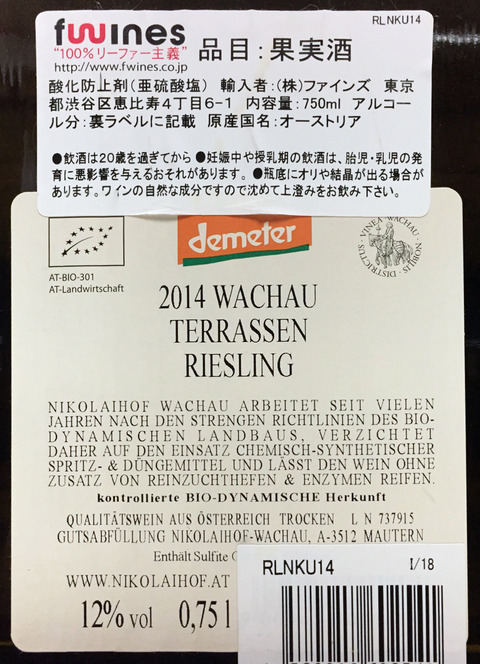 fwines
RLNKU14
"100%リーファー主義"
http://www.fwines.co.jp
品目:果実酒
酸化防止剤(亜硫酸塩) 輸入者:(株)ファインズ 東京
都渋谷区恵比寿4丁目6-1 内容量:750ml アルコー
ル分:裏ラベルに記載 原産国名:オーストリア
●飲酒は20歳を過ぎてから ●妊娠中や授乳期の飲酒は、胎児・乳児の発
育に悪影響を与えるおそれがあります。 ●瓶底にオリや結晶が出る場合が
ありますが、ワインの自然な成分ですので沈めて上澄みをお飲み下さい。
demeter
VINEA WACHAU NOBILIS DISTRICTUS
AT-BIO-301
AT-Landwirtschaft
2014 WACHAU
TERRASSEN
RIESLING
NIKOLAIHOF WACHAU ARBEITET SEIT VIELEN
JAHREN NACH DEN STRENGEN RICHTLINIEN DES BIO-
DYNAMISCHEN LANDBAUS, VERZICHTET
DAHER AUF DEN EINSATZ CHEMISCH-SYNTHETISCHER
SPRITZ- & DÜNGEMITTEL UND LÄSST DEN WEIN OHNE
ZUSATZ VON REINZUCHTHEFEN & ENZYMEN REIFEN.
kontrollierte BIO-DYNAMISCHE Herkunft
QUALITÄTSWEIN AUS ÖSTERREICH TROCKEN L N 737915
GUTSABFÜLLUNG NIKOLAIHOF-WACHAU, A-3512 MAUTERN
Enthält Sulfite
WWW.NIKOLAIHOF.AT
RLNKU14 I/18
12% vol 0,75 l